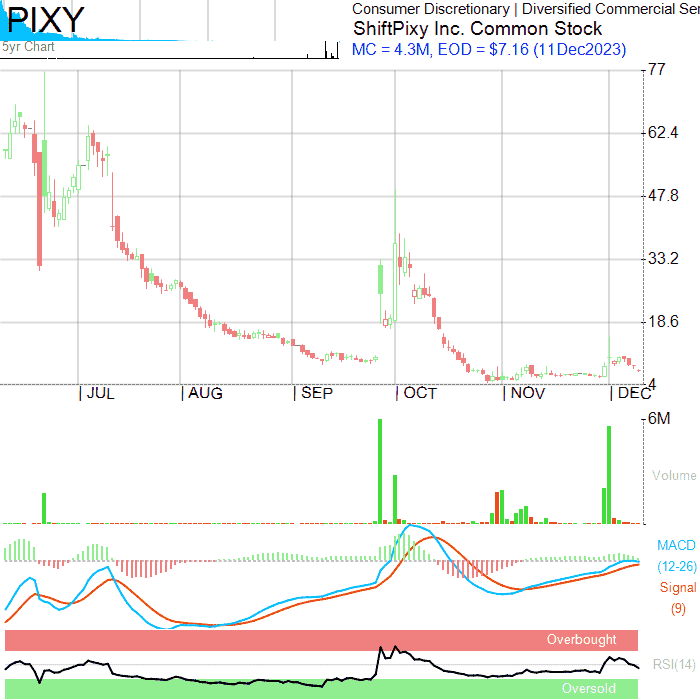 PIXY
Consumer Discretionary | Diversified Commercial Ser
ShiftPixy Inc. Common Stock
5yr Chart
MC = 4.3M, EOD = $7.16 (11Dec2023)
77
62.4
47.8
33.2
18.6
4
JUL AUG SEP OCT NOV DEC
6M
Volume
MACD
(12-26)
Signal
(9)
Overbought
RSI(14)
Oversold